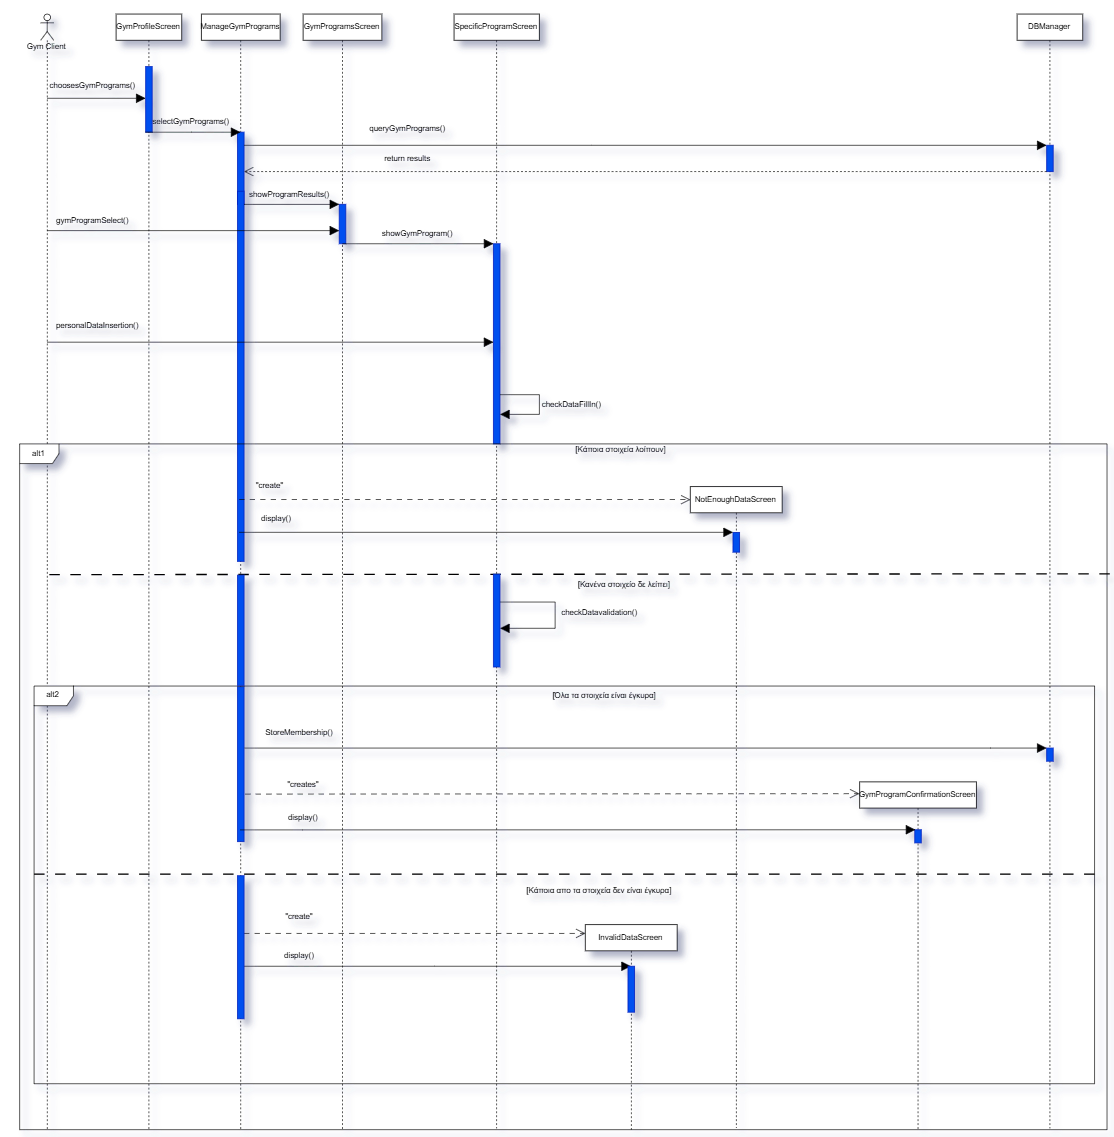 GymProfileScreen
ManageGymPrograms
GymProgramsScreen
SpecificProgramScreen
DBManager
Gym Client
choosesGymPrograms()
selectGymPrograms()
queryGymPrograms()
return results
showProgramResults()
gymProgramSelect()
showGymProgram()
personalDataInsertion()
checkDataFillIn()
alt1
[Κάποια στοιχεία λοίπουν]
"create"
NotEnoughDataScreen
display()
[Κανένα στοιχείο δε λείπει]
checkDatavalidation()
alt2
[Όλα τα στοιχεία είναι έγκυρα]
StoreMembership()
"creates"
GymProgramConfirmationScreen
display()
[Κάποια απο τα στοιχεία δεν είναι έγκυρα]
"create"
InvalidDataScreen
display()